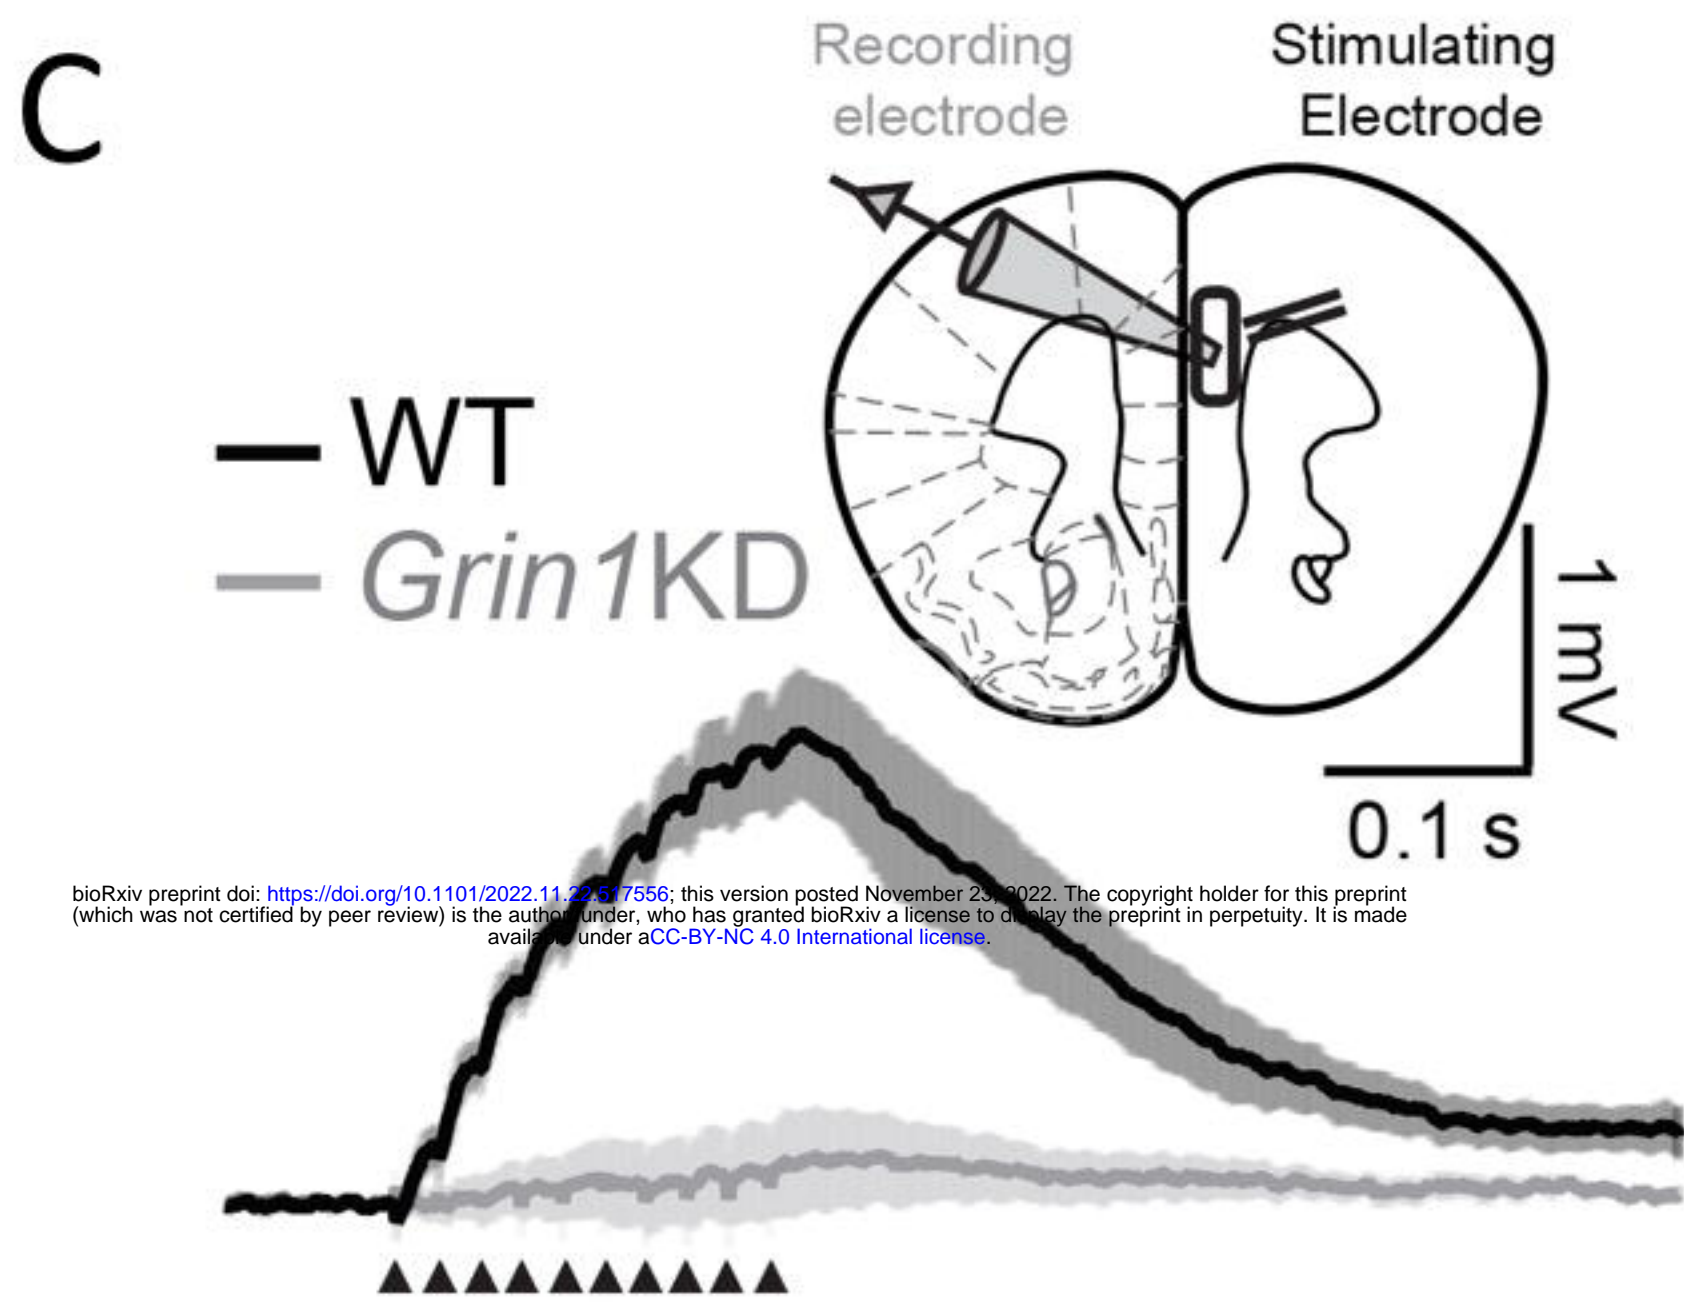 C
Recording
electrode
Stimulating
Electrode
WT
Grin1KD
1 mV
0.1 s
bioRxiv preprint doi: https://doi.org/10.1101/2022.11.22.517556; this version posted November 23, 2022. The copyright holder for this preprint
(which was not certified by peer review) is the author/funder, who has granted bioRxiv a license to display the preprint in perpetuity. It is made
available under aCC-BY-NC 4.0 International license.